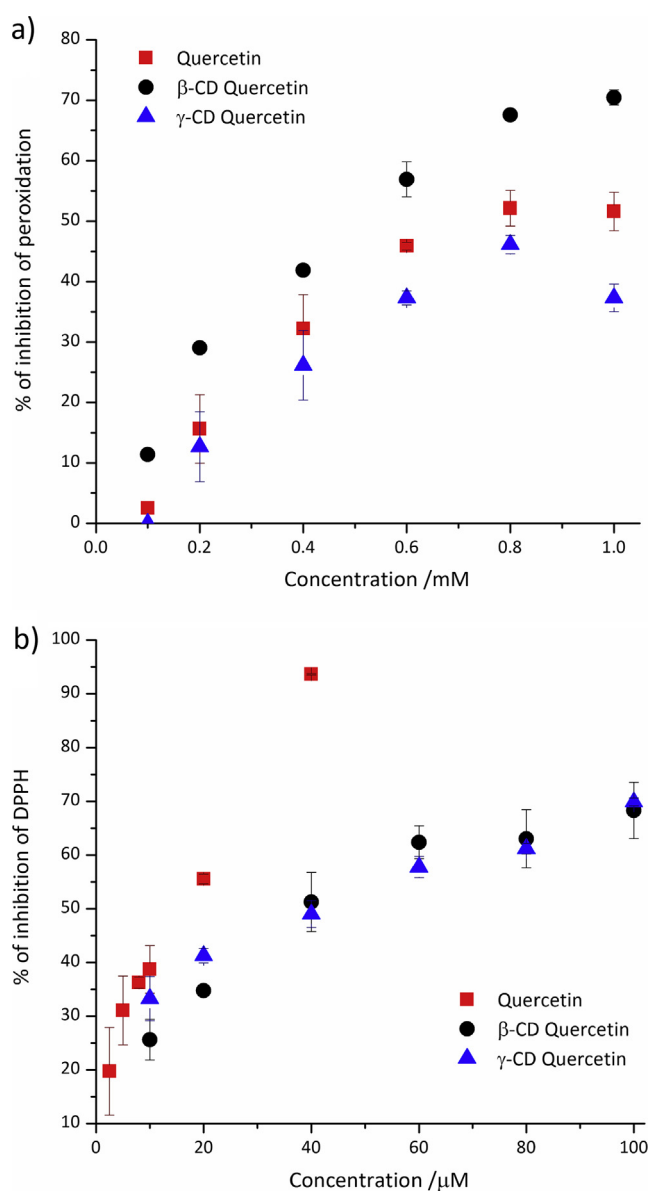 a)
80
70
60
50
40
30
20
10
0
% of inhibition of peroxidation
Quercetin
β-CD Quercetin
γ-CD Quercetin
0.0 0.2 0.4 0.6 0.8 1.0
Concentration /mM
b)
100
90
80
70
60
50
40
30
20
10
% of inhibition of DPPH
Quercetin
β-CD Quercetin
γ-CD Quercetin
0 20 40 60 80 100
Concentration /μM